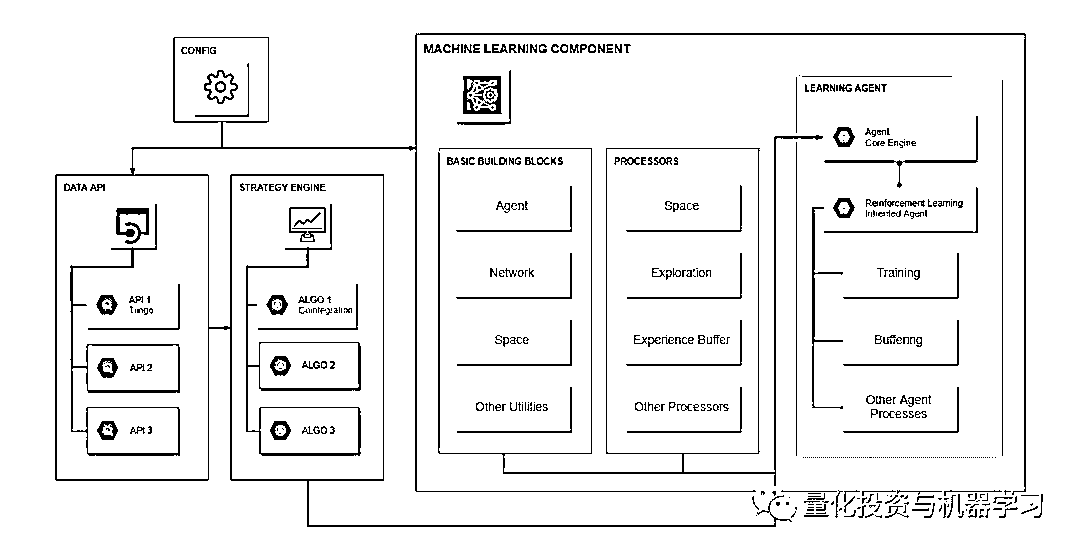 CONFIG
MACHINE LEARNING COMPONENT
LEARNING AGENT
Agent
Core Engine
BASIC BUILDING BLOCKS
PROCESSORS
DATA API
STRATEGY ENGINE
Agent
Space
Reinforcement Learning
Inherited Agent
Network
Exploration
Training
API 1
Tiingo
ALGO 1
Cointegration
Space
Experience Buffer
Buffering
API 2
ALGO 2
Other Utilities
Other Processors
Other Agent
Processes
API 3
ALGO 3
量化投资与机器学习